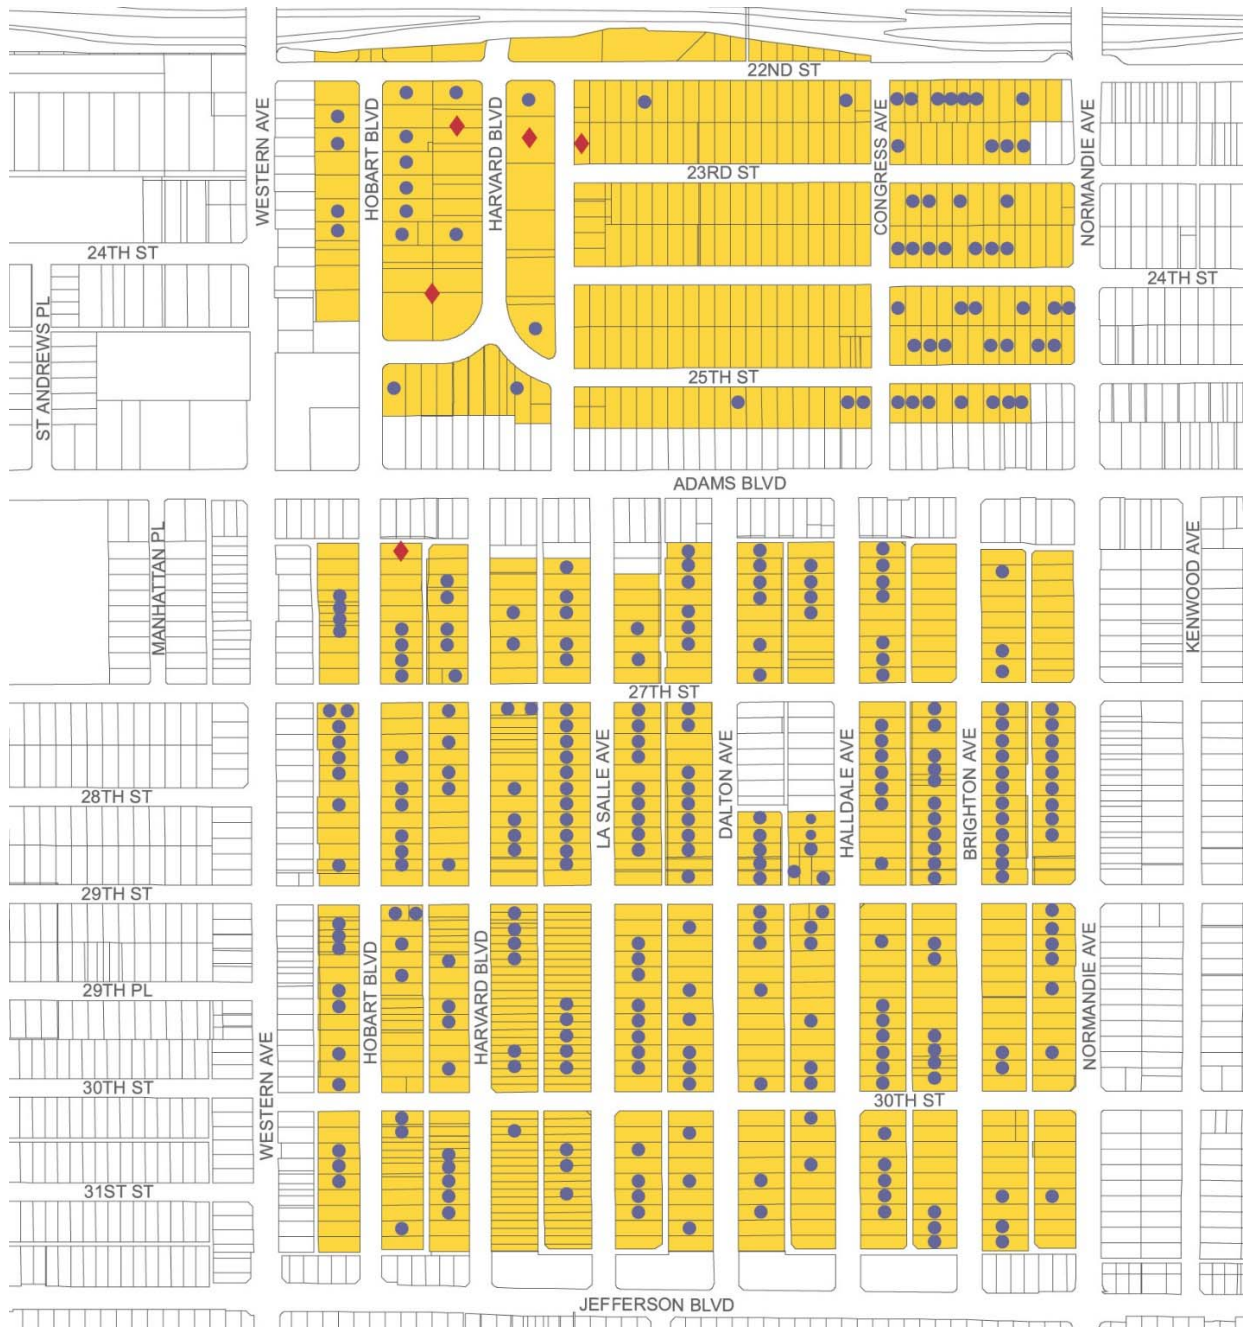 22ND ST
WESTERN AVE
HOBART BLVD
HARVARD BLVD
CONGRESS AVE
NORMANDIE AVE
23RD ST
24TH ST
24TH ST
ST ANDREWS PL
25TH ST
ADAMS BLVD
MANHATTAN PL
KENWOOD AVE
27TH ST
LA SALLE AVE
DALTON AVE
HALLDALE AVE
BRIGHTON AVE
28TH ST
29TH ST
HOBART BLVD
HARVARD BLVD
NORMANDIE AVE
29TH PL
WESTERN AVE
30TH ST
30TH ST
31ST ST
JEFFERSON BLVD